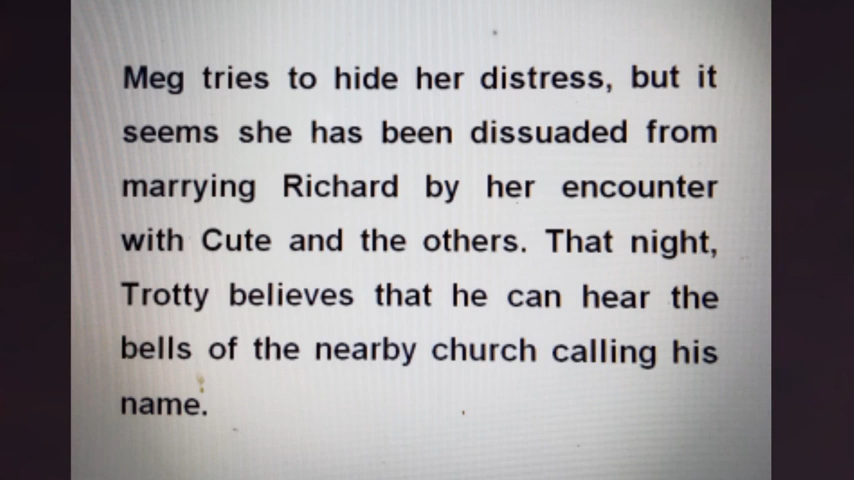 Meg tries to hide her distress, but it
seems she has been dissuaded from
marrying Richard by her encounter
with Cute and the others. That night,
Trotty believes that he can hear the
bells of the nearby church calling his
name.